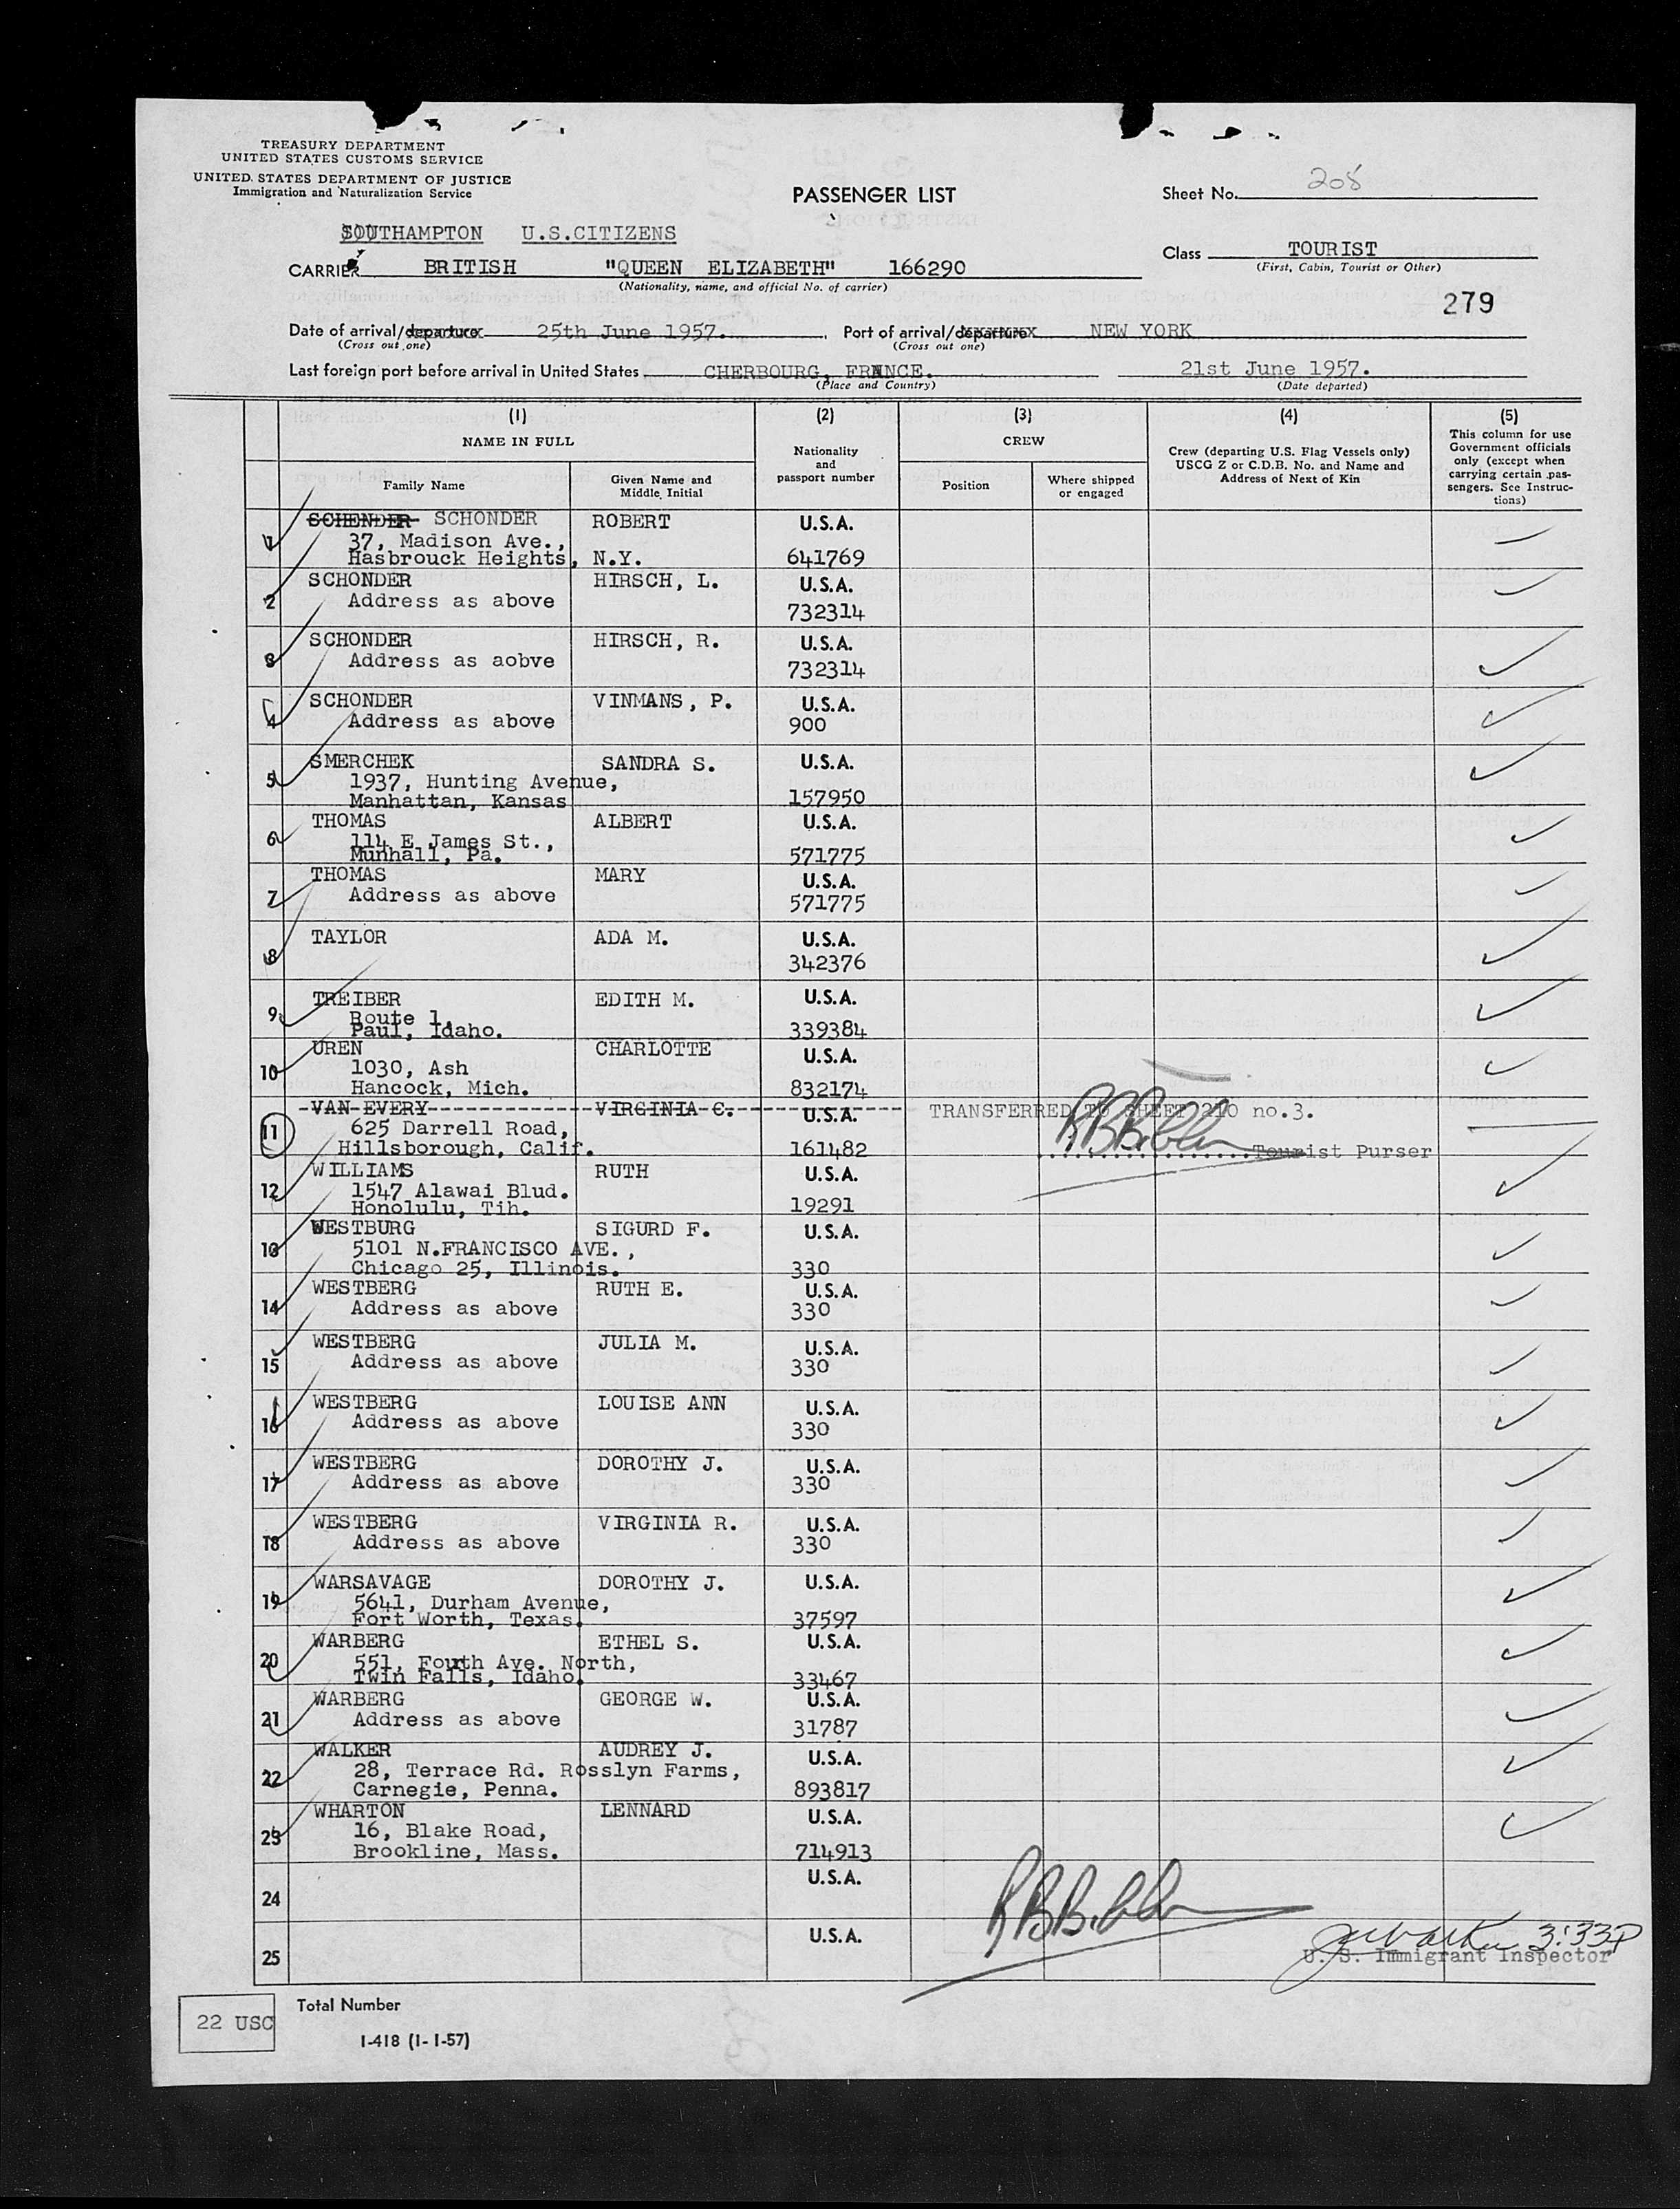 TREASURY DEPARTMENT
UNITED STATES CUSTOMS SERVICE
UNITED STATES DEPARTMENT OF JUSTICE
Immigration and Naturalization Service
PASSENGER LIST
Sheet No. 208
SOUTHAMPTON U.S.CITIZENS
Class TOURIST
(First, Cabin, Tourist or Other)
CARRIER BRITISH "QUEEN ELIZABETH" 166290
(Nationality, name, and official No. of carrier)
279
Date of arrival/departure 25th June 1957. Port of arrival/departure NEW YORK
(Cross out one) (Cross out one)
Last foreign port before arrival in United States CHERBOURG, FRANCE. 21st June 1957.
(Place and Country) (Date departed)
(1) (2) (3) (4) (5)
NAME IN FULL
Family Name
Given Name and
Middle Initial
Nationality
and
passport number
CREW
Position
Where shipped
or engaged
Crew (departing U.S. Flag Vessels only)
USCG Z or C.D.B. No. and Name and
Address of Next of Kin
This column for use
Government officials
only (except when
carrying certain pas-
sengers. See Instruc-
tions)
1 SCHENDER SCHONDER ROBERT U.S.A.
37, Madison Ave.,
Hasbrouck Heights, N.Y. 641769
2 SCHONDER HIRSCH, L. U.S.A.
Address as above 732314
3 SCHONDER HIRSCH, R. U.S.A.
Address as aobve 732314
4 SCHONDER VINMANS, P. U.S.A.
Address as above 900
5 SMERCHEK SANDRA S. U.S.A.
1937, Hunting Avenue,
Manhattan, Kansas 157950
6 THOMAS ALBERT U.S.A.
114 E James St.,
Munhall, Pa. 571775
7 THOMAS MARY U.S.A.
Address as above 571775
8 TAYLOR ADA M. U.S.A.
342376
9 TREIBER EDITH M. U.S.A.
Route 1,
Paul, Idaho. 339384
10 UREN CHARLOTTE U.S.A.
1030, Ash
Hancock, Mich. 832174
11 VAN EVERY VIRGINIA C. U.S.A. TRANSFERRED TO SHEET 210 no.3.
625 Darrell Road,
Hillsborough, Calif. 161482 Tourist Purser
12 WILLIAMS RUTH U.S.A.
1547 Alawai Blud.
Honolulu, Tih. 19291
13 WESTBURG SIGURD F. U.S.A.
5101 N.FRANCISCO AVE.,
Chicago 25, Illinois. 330
14 WESTBERG RUTH E. U.S.A.
Address as above 330
15 WESTBERG JULIA M. U.S.A.
Address as above 330
16 WESTBERG LOUISE ANN U.S.A.
Address as above 330
17 WESTBERG DOROTHY J. U.S.A.
Address as above 330
18 WESTBERG VIRGINIA R. U.S.A.
Address as above 330
19 WARSAVAGE DOROTHY J. U.S.A.
5641, Durham Avenue,
Fort Worth, Texas. 37597
20 WARBERG ETHEL S. U.S.A.
551, Fourth Ave. North,
Twin Falls, Idaho. 33467
21 WARBERG GEORGE W. U.S.A.
Address as above 31787
22 WALKER AUDREY J. U.S.A.
28, Terrace Rd. Rosslyn Farms,
Carnegie, Penna. 893817
23 WHARTON LENNARD U.S.A.
16, Blake Road,
Brookline, Mass. 714913
24 U.S.A.
25 U.S.A.
3:33P
U. S. Immigrant Inspector
22 USC
Total Number
I-418 (1-1-57)